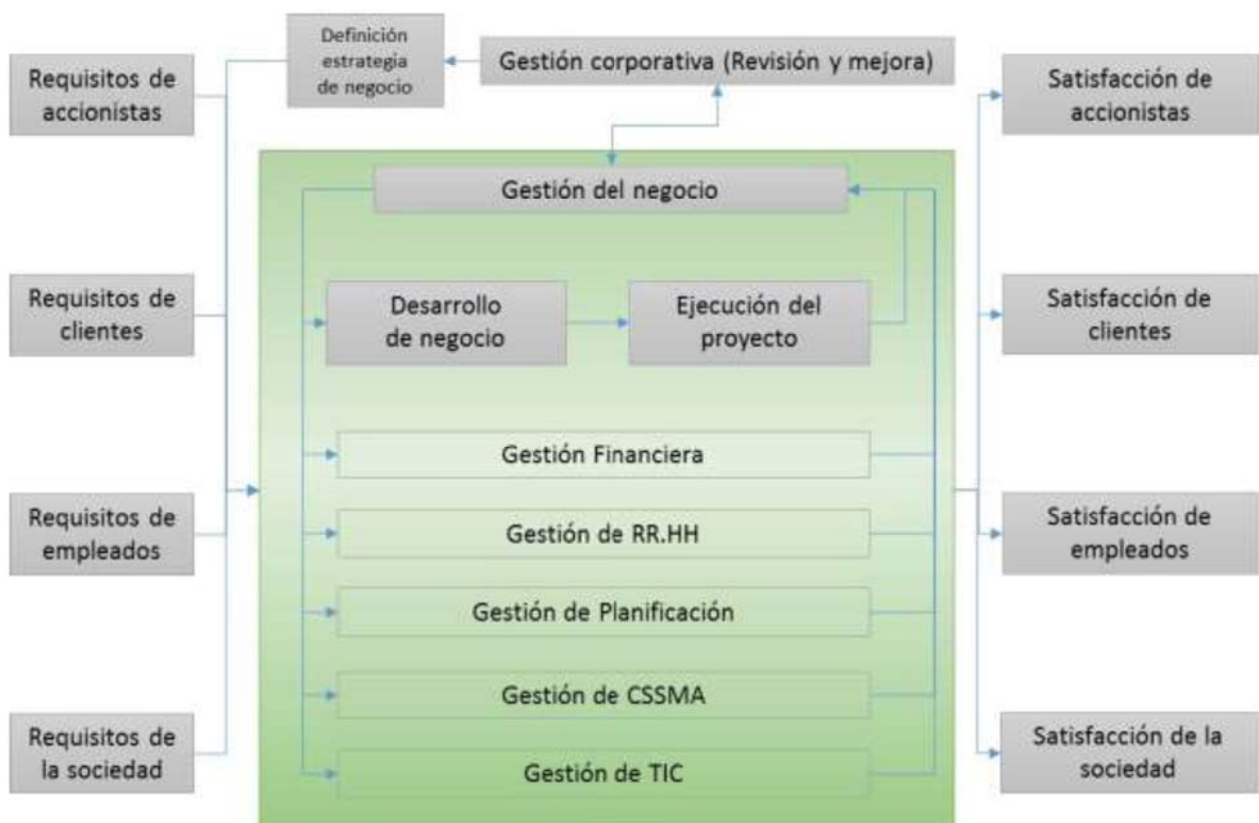 Definición
estrategia
de negocio
Gestión corporativa (Revisión y mejora)
Requisitos de
accionistas
Satisfacción de
accionistas
Gestión del negocio
Requisitos de
clientes
Desarrollo
de negocio
Ejecución del
proyecto
Satisfacción de
clientes
Gestión Financiera
Requisitos de
empleados
Gestión de RR.HH
Satisfacción de
empleados
Gestión de Planificación
Gestión de CSSMA
Requisitos de
la sociedad
Gestión de TIC
Satisfacción de la
sociedad